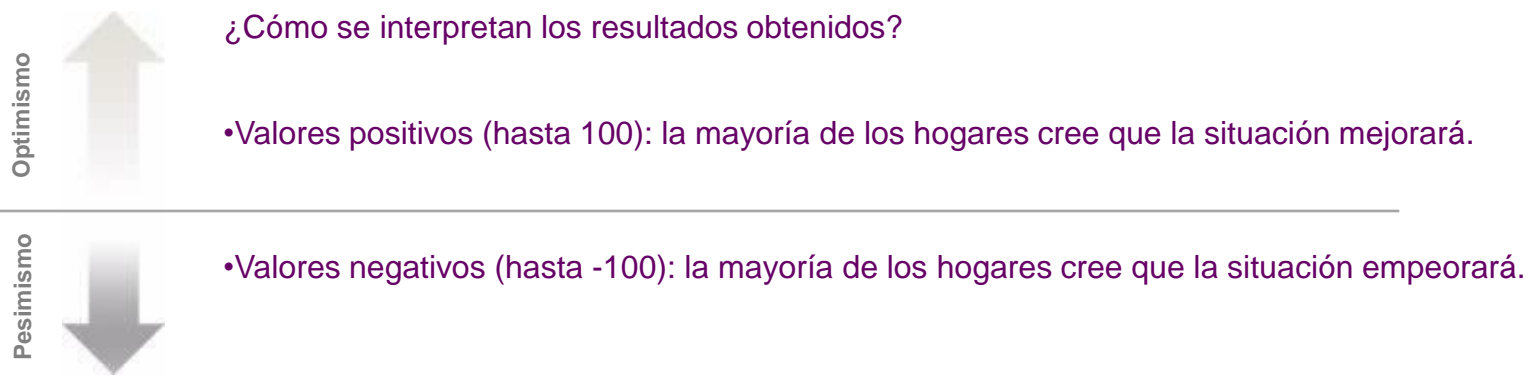 ¿Cómo se interpretan los resultados obtenidos?
Optimismo
•Valores positivos (hasta 100): la mayoría de los hogares cree que la situación mejorará.
Pesimismo
•Valores negativos (hasta -100): la mayoría de los hogares cree que la situación empeorará.